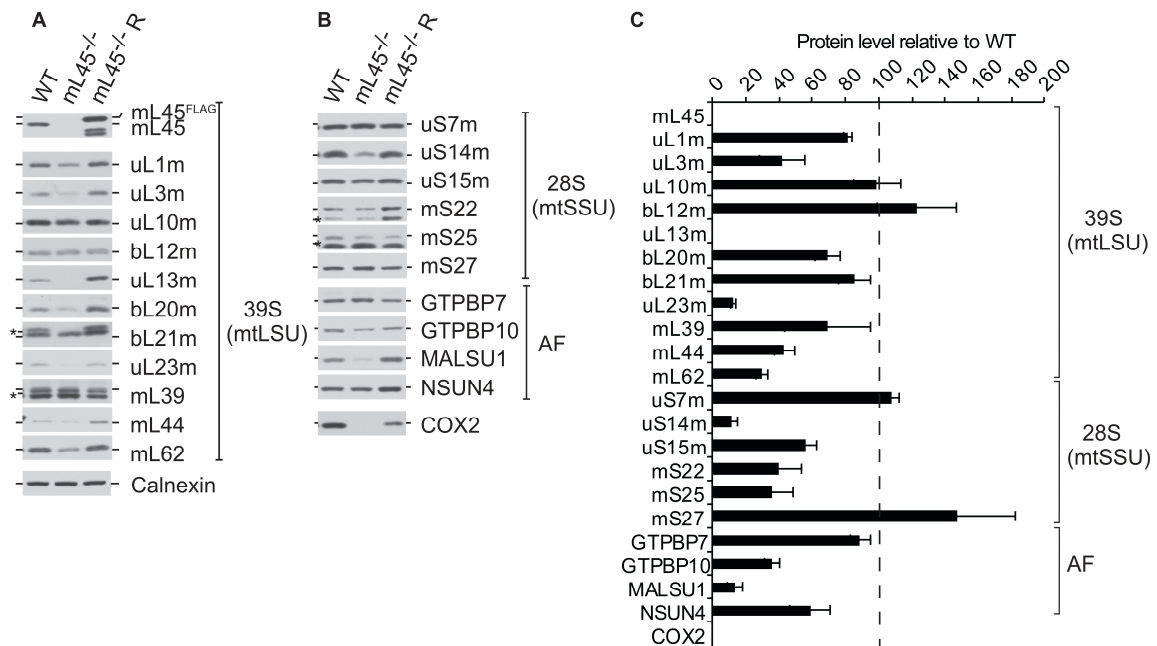 A
WT
mL45-/-
mL45-/- R
mL45FLAG
mL45
uL1m
uL3m
uL10m
bL12m
uL13m
bL20m
*
bL21m
uL23m
*
mL39
mL44
mL62
Calnexin
39S
(mtLSU)
B
WT
mL45-/-
mL45-/- R
uS7m
uS14m
uS15m
mS22
*
mS25
*
mS27
28S
(mtSSU)
GTPBP7
GTPBP10
MALSU1
NSUN4
AF
COX2
C
Protein level relative to WT
0 20 40 60 80 100 120 140 160 180 200
mL45
uL1m
uL3m
uL10m
bL12m
uL13m
bL20m
bL21m
uL23m
mL39
mL44
mL62
39S
(mtLSU)
uS7m
uS14m
uS15m
mS22
mS25
mS27
28S
(mtSSU)
GTPBP7
GTPBP10
MALSU1
NSUN4
AF
COX2